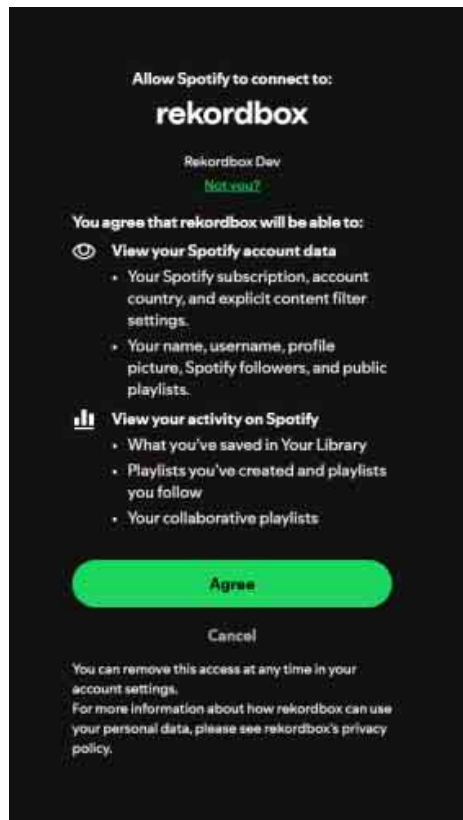 Allow Spotify to connect to:
rekordbox
Rekordbox Dev
Not you?
You agree that rekordbox will be able to:
View your Spotify account data
• Your Spotify subscription, account
country, and explicit content filter
settings.
• Your name, username, profile
picture, Spotify followers, and public
playlists.
View your activity on Spotify
• What you've saved in Your Library
• Playlists you've created and playlists
you follow
• Your collaborative playlists
Agree
Cancel
You can remove this access at any time in your
account settings.
For more information about how rekordbox can use
your personal data, please see rekordbox's privacy
policy.